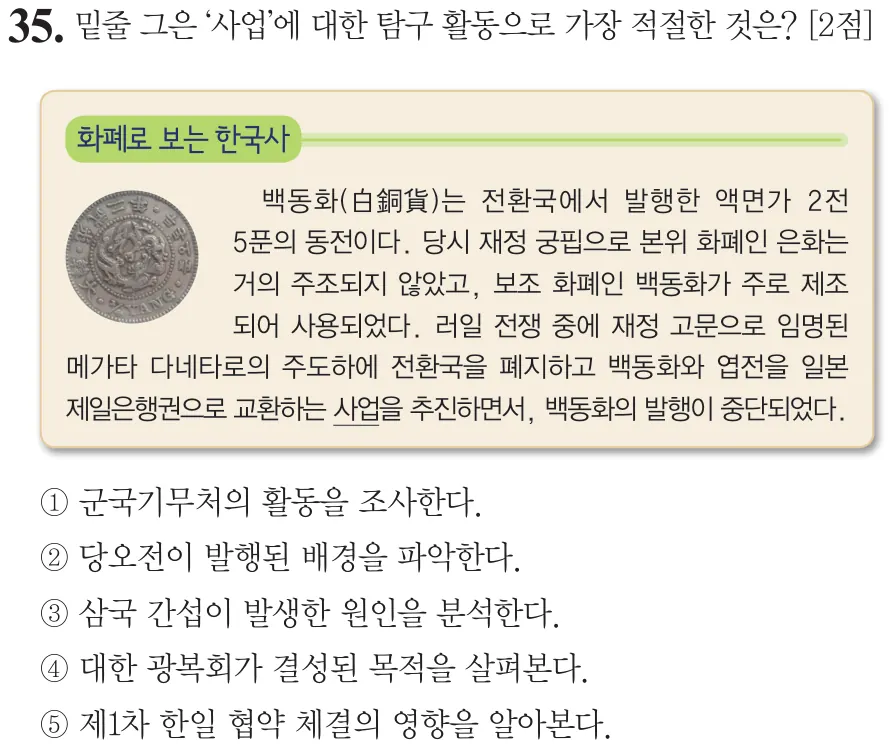 35. 밑줄 그은 ‘사업’에 대한 탐구 활동으로 가장 적절한 것은? [2점]
화폐로 보는 한국사
백동화(白銅貨)는 전환국에서 발행한 액면가 2전
5푼의 동전이다. 당시 재정 궁핍으로 본위 화폐인 은화는
거의 주조되지 않았고, 보조 화폐인 백동화가 주로 제조
되어 사용되었다. 러일 전쟁 중에 재정 고문으로 임명된
메가타 다네타로의 주도하에 전환국을 폐지하고 백동화와 엽전을 일본
제일은행권으로 교환하는 사업을 추진하면서, 백동화의 발행이 중단되었다.
① 군국기무처의 활동을 조사한다.
② 당오전이 발행된 배경을 파악한다.
③ 삼국 간섭이 발생한 원인을 분석한다.
④ 대한 광복회가 결성된 목적을 살펴본다.
⑤ 제1차 한일 협약 체결의 영향을 알아본다.